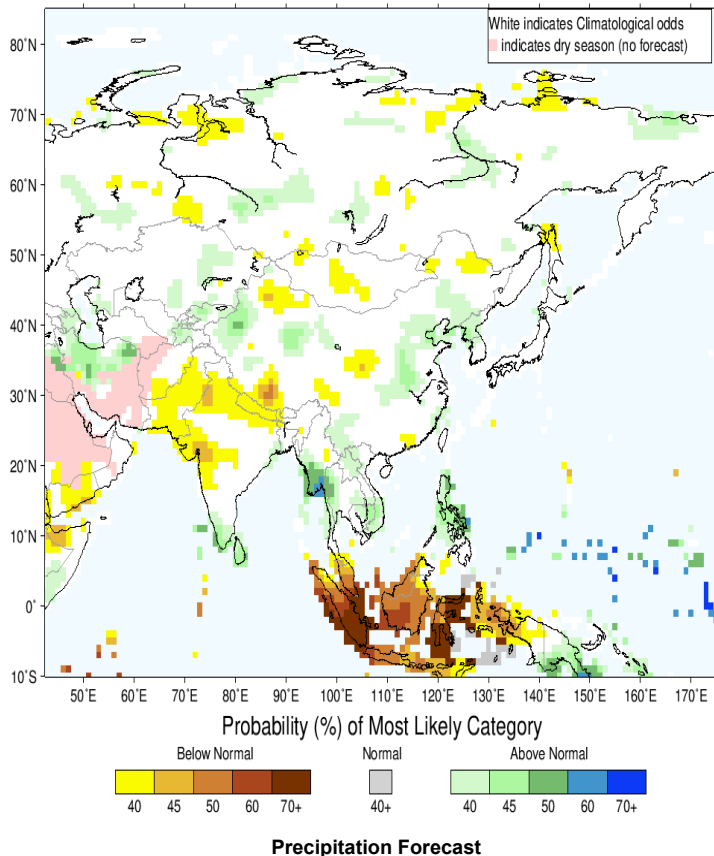 White indicates Climatological odds
indicates dry season (no forecast)
80°N
70°N
60°N
50°N
40°N
30°N
20°N
10°N
0°
10°S
50°E 60°E 70°E 80°E 90°E 100°E 110°E 120°E 130°E 140°E 150°E 160°E 170°E
Probability (%) of Most Likely Category
Below Normal Normal Above Normal
40 45 50 60 70+ 40+ 40 45 50 60 70+
Precipitation Forecast